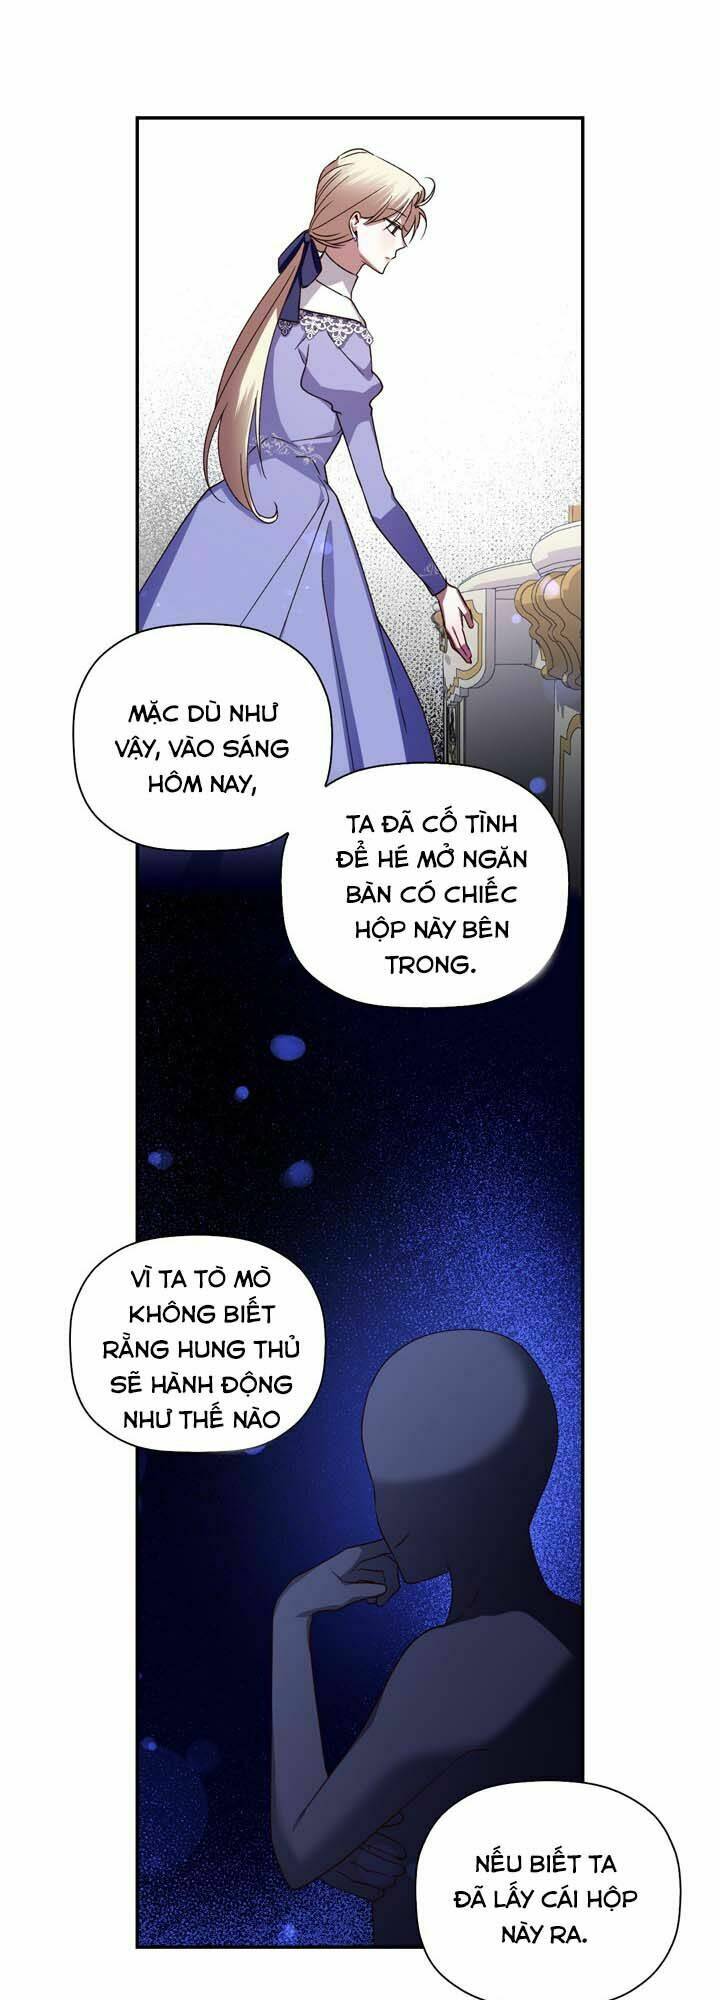 MẶC DÙ NHƯ
VẬY, VÀO SÁNG
HÔM NAY,
TA ĐÃ CỐ TÌNH
ĐỂ HÉ MỞ NGĂN
BÀN CÓ CHIẾC
HỘP NÀY BÊN
TRONG.
VÌ TA TÒ MÒ
KHÔNG BIẾT
RẰNG HUNG THỦ
SẼ HÀNH ĐỘNG
NHƯ THẾ NÀO
NẾU BIẾT TA
ĐÃ LẤY CÁI HỘP
NÀY RA.